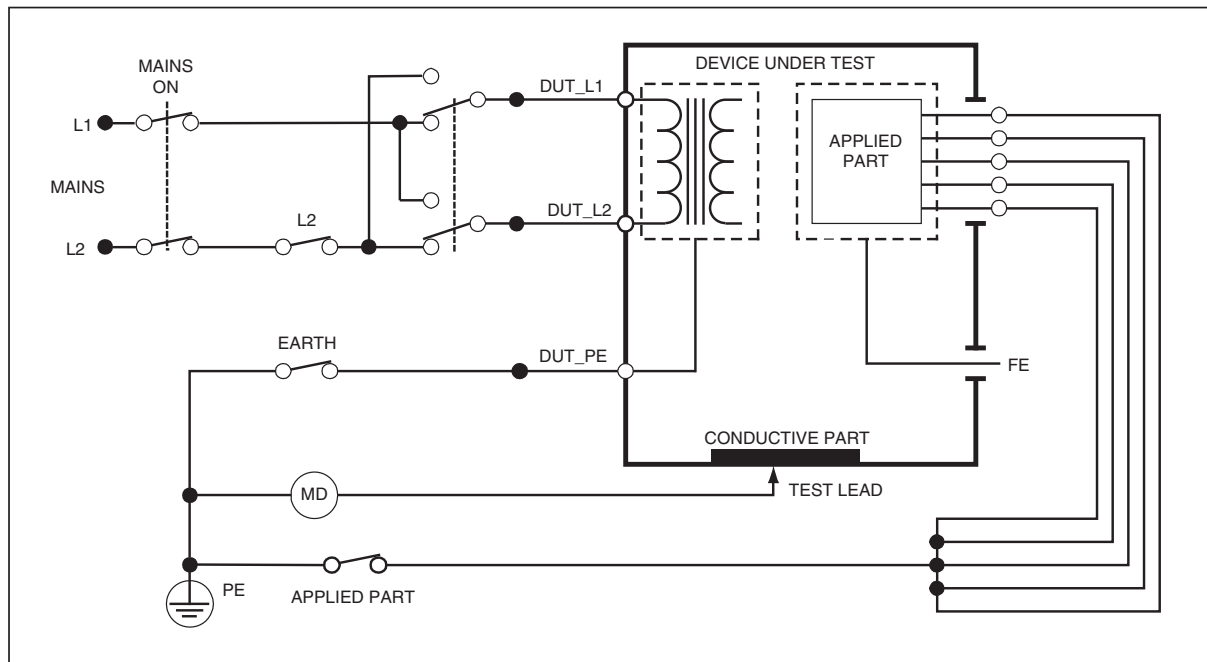 MAINS
ON
L1
MAINS
L2
L2
DUT_L1
DUT_L2
DEVICE UNDER TEST
APPLIED
PART
EARTH
DUT_PE
FE
CONDUCTIVE PART
MD
TEST LEAD
PE
APPLIED PART